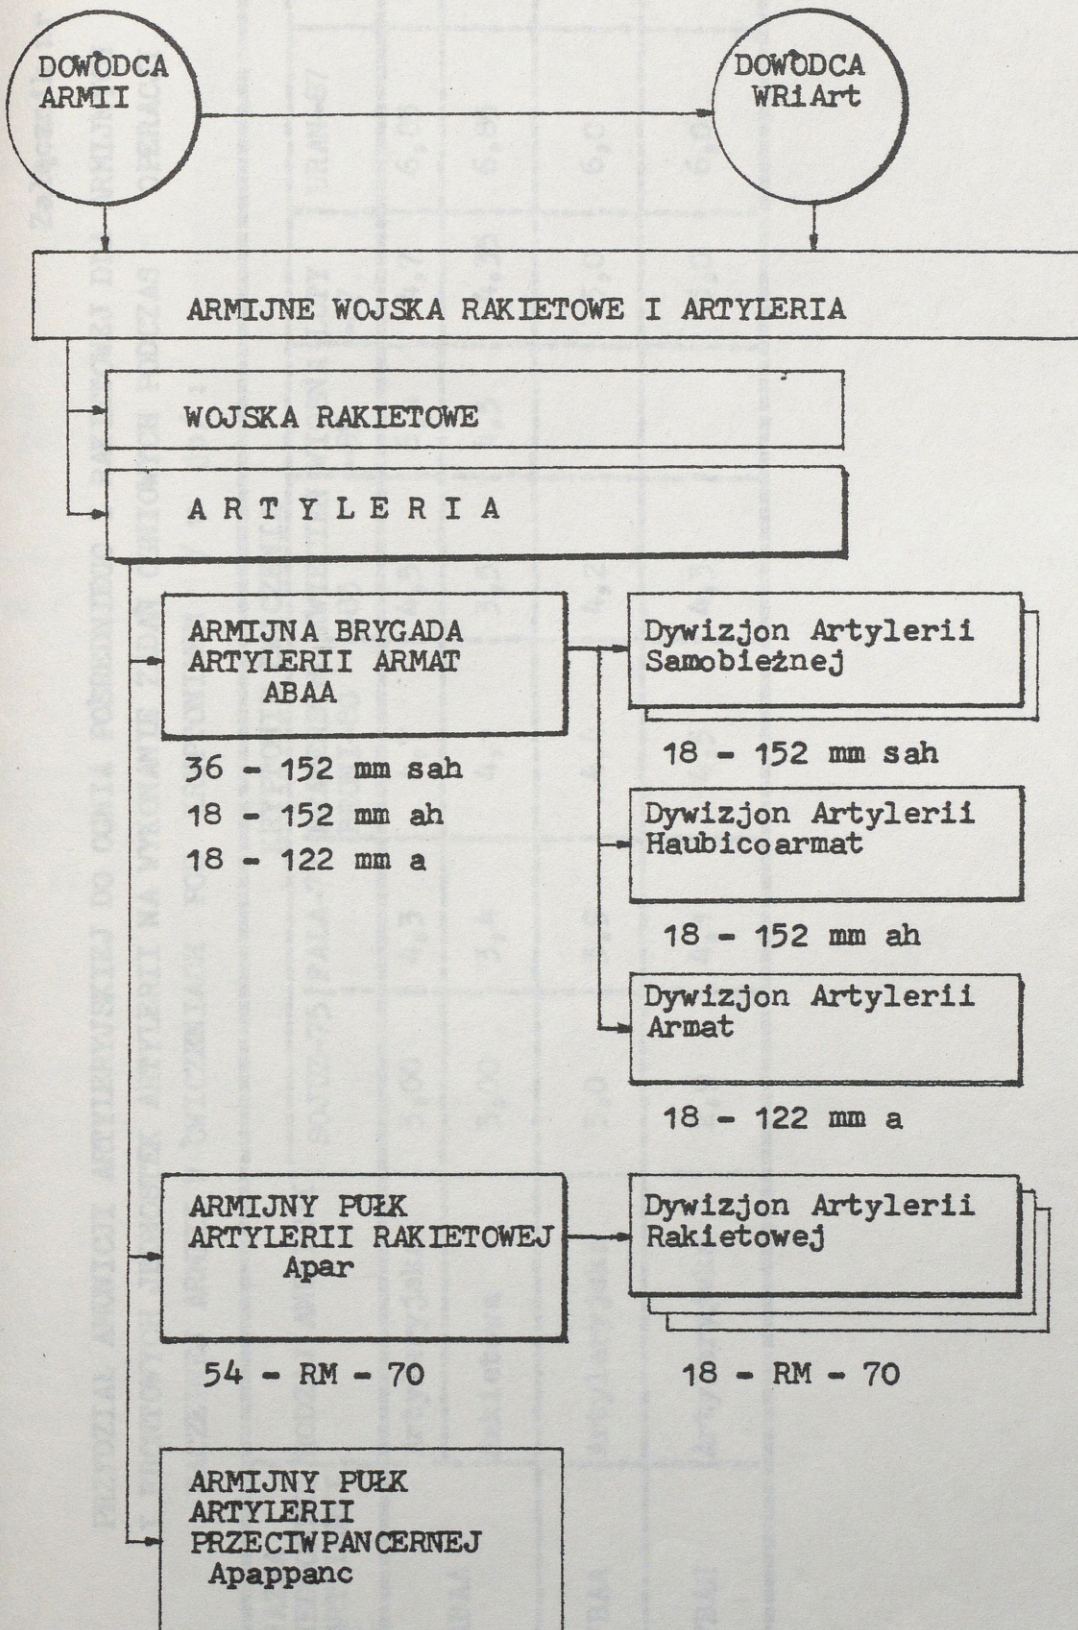 DOWÓDCA
ARMII
DOWÓDCA
WRiArt
ARMIJNE WOJSKA RAKIETOWE I ARTYLERIA
WOJSKA RAKIETOWE
A R T Y L E R I A
ARMIJNA BRYGADA
ARTYLERII ARMAT
ABAA
36 - 152 mm sah
18 - 152 mm ah
18 - 122 mm a
Dywizjon Artylerii
Samobieżnej
18 - 152 mm sah
Dywizjon Artylerii
Haubicoarmat
18 - 152 mm ah
Dywizjon Artylerii
Armat
18 - 122 mm a
ARMIJNY PUŁK
ARTYLERII RAKIETOWEJ
Apar
54 - RM - 70
Dywizjon Artylerii
Rakietowej
18 - RM - 70
ARMIJNY PUŁK
ARTYLERII
PRZECIWPANCERNEJ
Apappanc